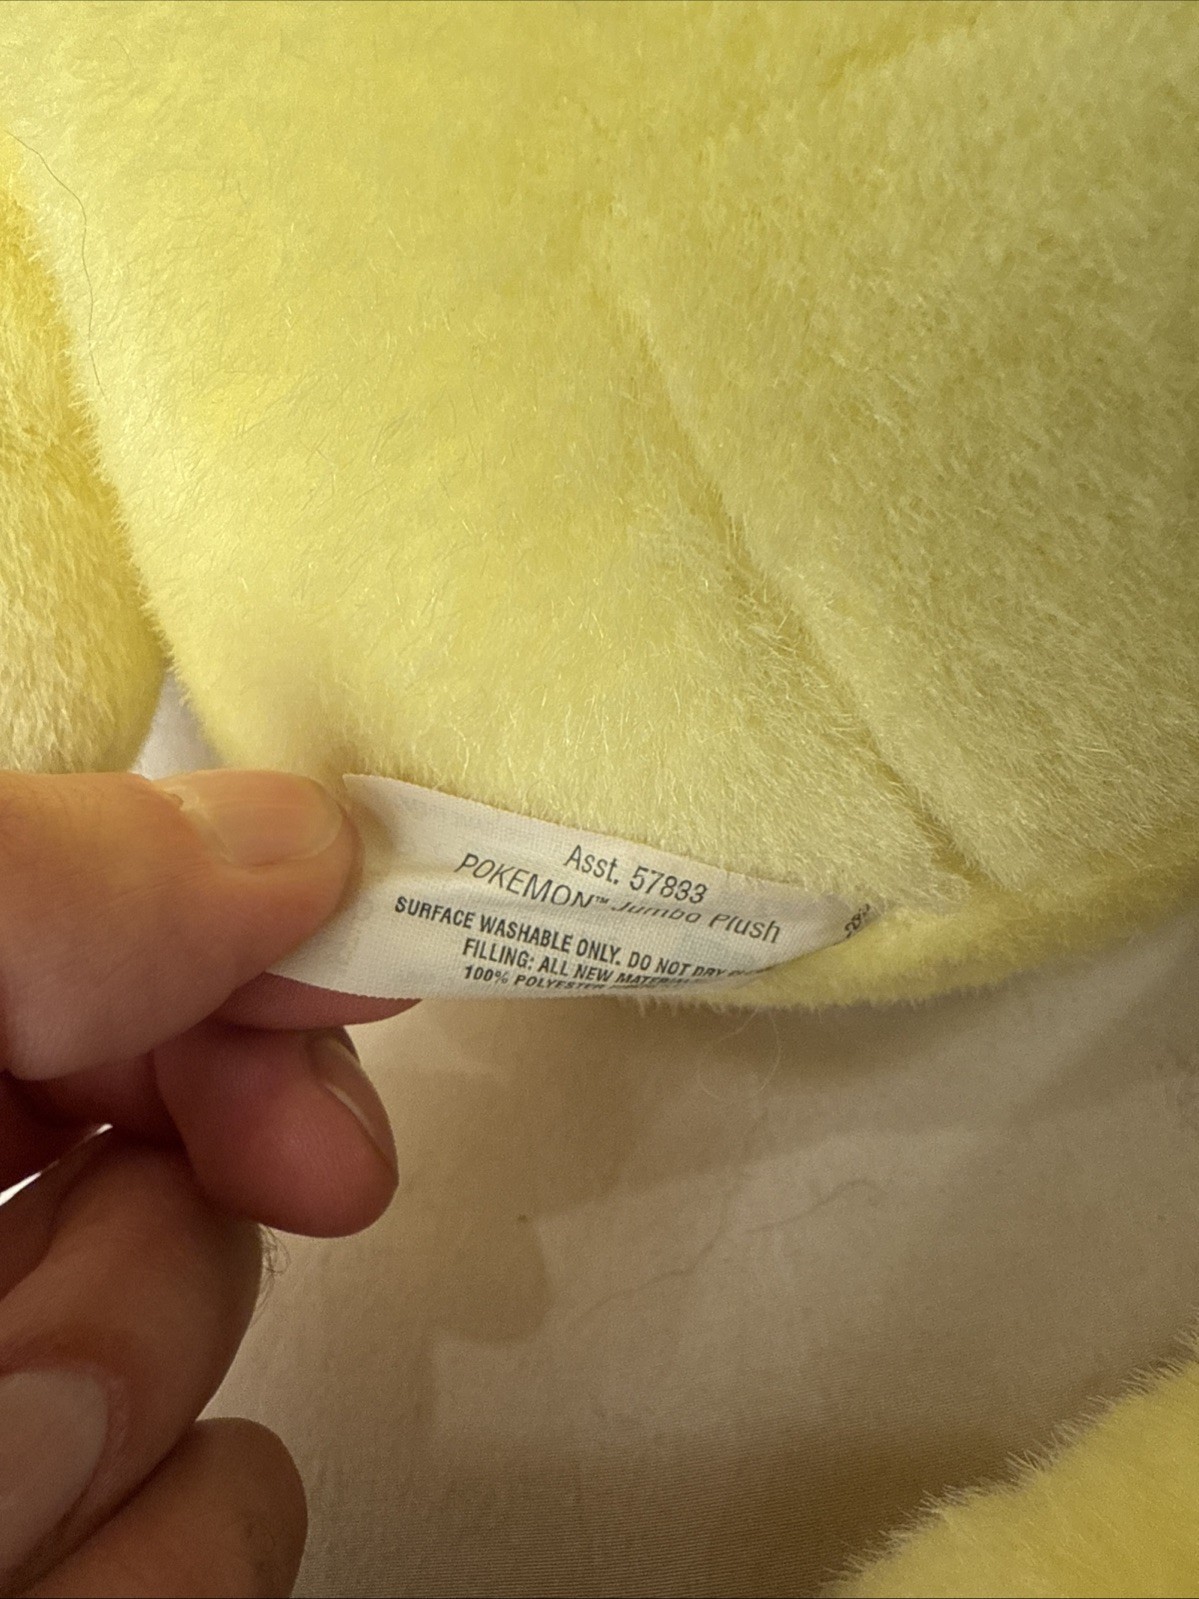 Asst. 57833
POKEMON™ Jumbo Plush
SURFACE WASHABLE ONLY. DO NOT DRY
FILLING: ALL NEW MATERIAL
100% POLYESTER